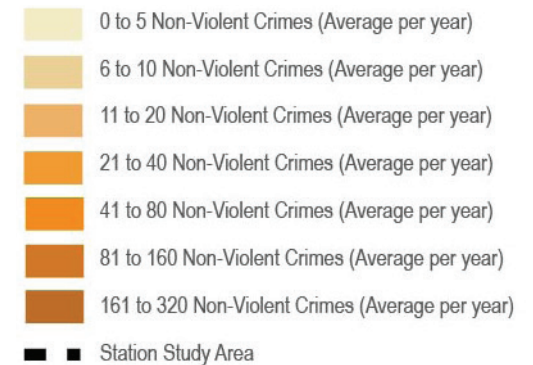 0 to 5 Non-Violent Crimes (Average per year)
6 to 10 Non-Violent Crimes (Average per year)
11 to 20 Non-Violent Crimes (Average per year)
21 to 40 Non-Violent Crimes (Average per year)
41 to 80 Non-Violent Crimes (Average per year)
81 to 160 Non-Violent Crimes (Average per year)
161 to 320 Non-Violent Crimes (Average per year)
Station Study Area